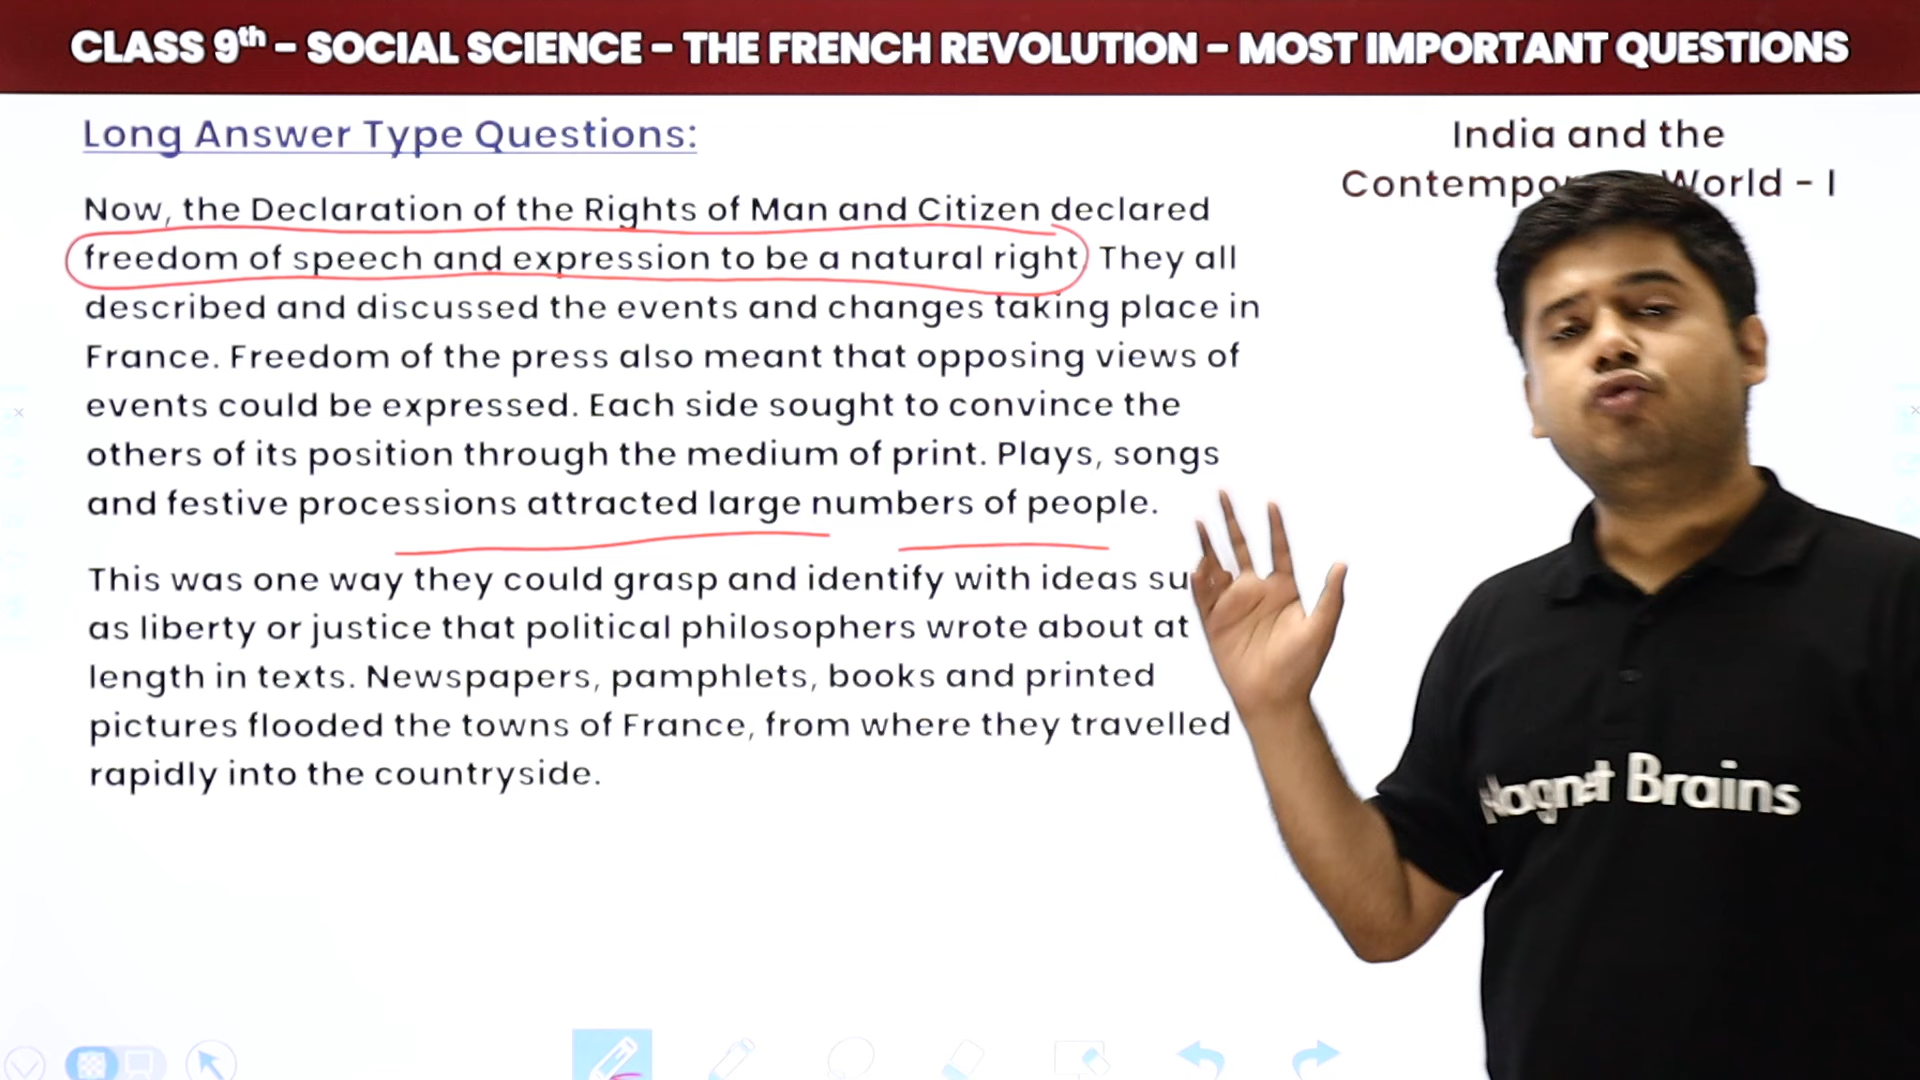 CLASS 9th – SOCIAL SCIENCE – THE FRENCH REVOLUTION – MOST IMPORTANT QUESTIONS
Long Answer Type Questions:
India and the
World - I
Now, the Declaration of the Rights of Man and Citizen declared
freedom of speech and expression to be a natural right. They all
described and discussed the events and changes taking place in
France. Freedom of the press also meant that opposing views of
events could be expressed. Each side sought to convince the
others of its position through the medium of print. Plays, songs
and festive processions attracted large numbers of people.
This was one way they could grasp and identify with ideas
as liberty or justice that political philosophers wrote about at
length in texts. Newspapers, pamphlets, books and printed
pictures flooded the towns of France, from where they travelled
rapidly into the countryside.
Magnet Brains